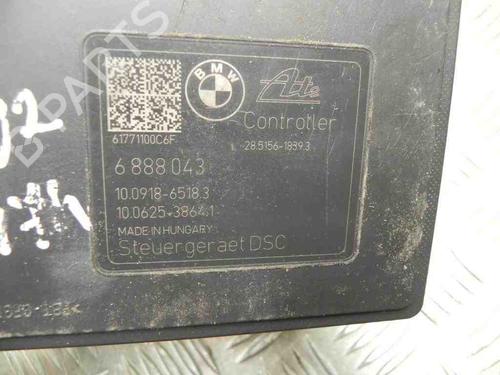 BMW
Ate
Controller
61771100C6F
28.5156-1839.3
6 888 043
10.0918-6518.3
10.0625-3864.1
MADE IN HUNGARY
Steuergeraet DSC